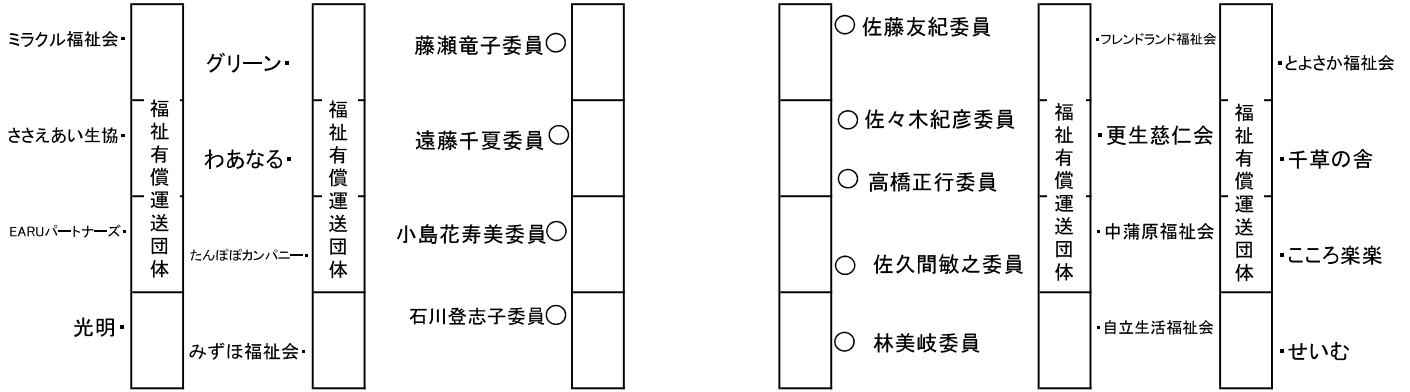 ミラクル福祉会
ささえあい生協
EARUパートナーズ
光明
福祉有償運送団体
グリーン
わあなる
たんぽぽカンパニー
みずほ福祉会
福祉有償運送団体
藤瀬竜子委員
遠藤千夏委員
小島花寿美委員
石川登志子委員
佐藤友紀委員
佐々木紀彦委員
高橋正行委員
佐久間敏之委員
林美岐委員
福祉有償運送団体
フレンドランド福祉会
更生慈仁会
中蒲原福祉会
自立生活福祉会
福祉有償運送団体
とよさか福祉会
千草の舎
こころ楽楽
せいむ